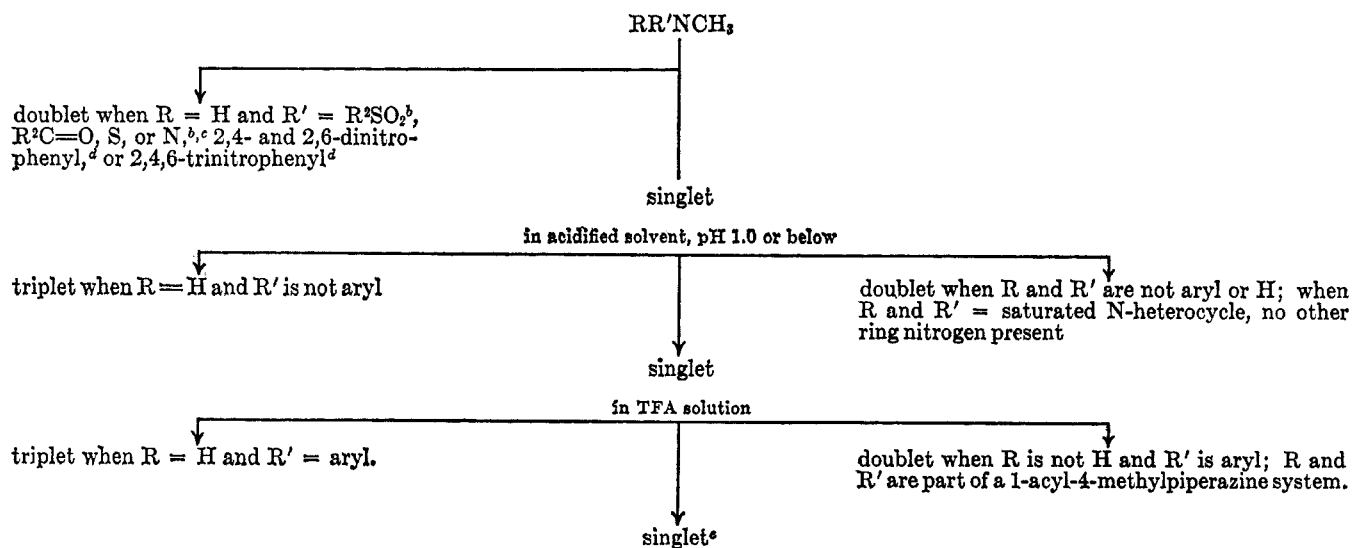 RR'NCH₃
doublet when R = H and R' = R²SO₂ᵇ,
R²C=O, S, or N,ᵇ,ᶜ 2,4- and 2,6-dinitro-
phenyl,ᵈ or 2,4,6-trinitrophenylᵈ
singlet
in acidified solvent, pH 1.0 or below
triplet when R = H and R' is not aryl
doublet when R and R' are not aryl or H; when
R and R' = saturated N-heterocycle, no other
ring nitrogen present
singlet
in TFA solution
triplet when R = H and R' = aryl.
doublet when R is not H and R' is aryl; R and
R' are part of a 1-acyl-4-methylpiperazine system.
singletᵉ